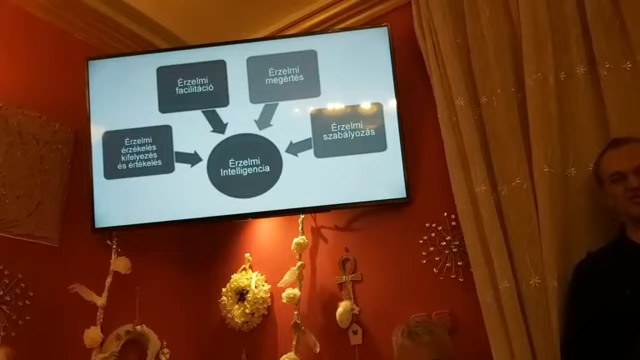 Érzelmi
facilitáció
Érzelmi
megértés
Érzelmi
érzékelés
kifejezés
és értékelés
Érzelmi
szabályozás
Érzelmi
Intelligencia